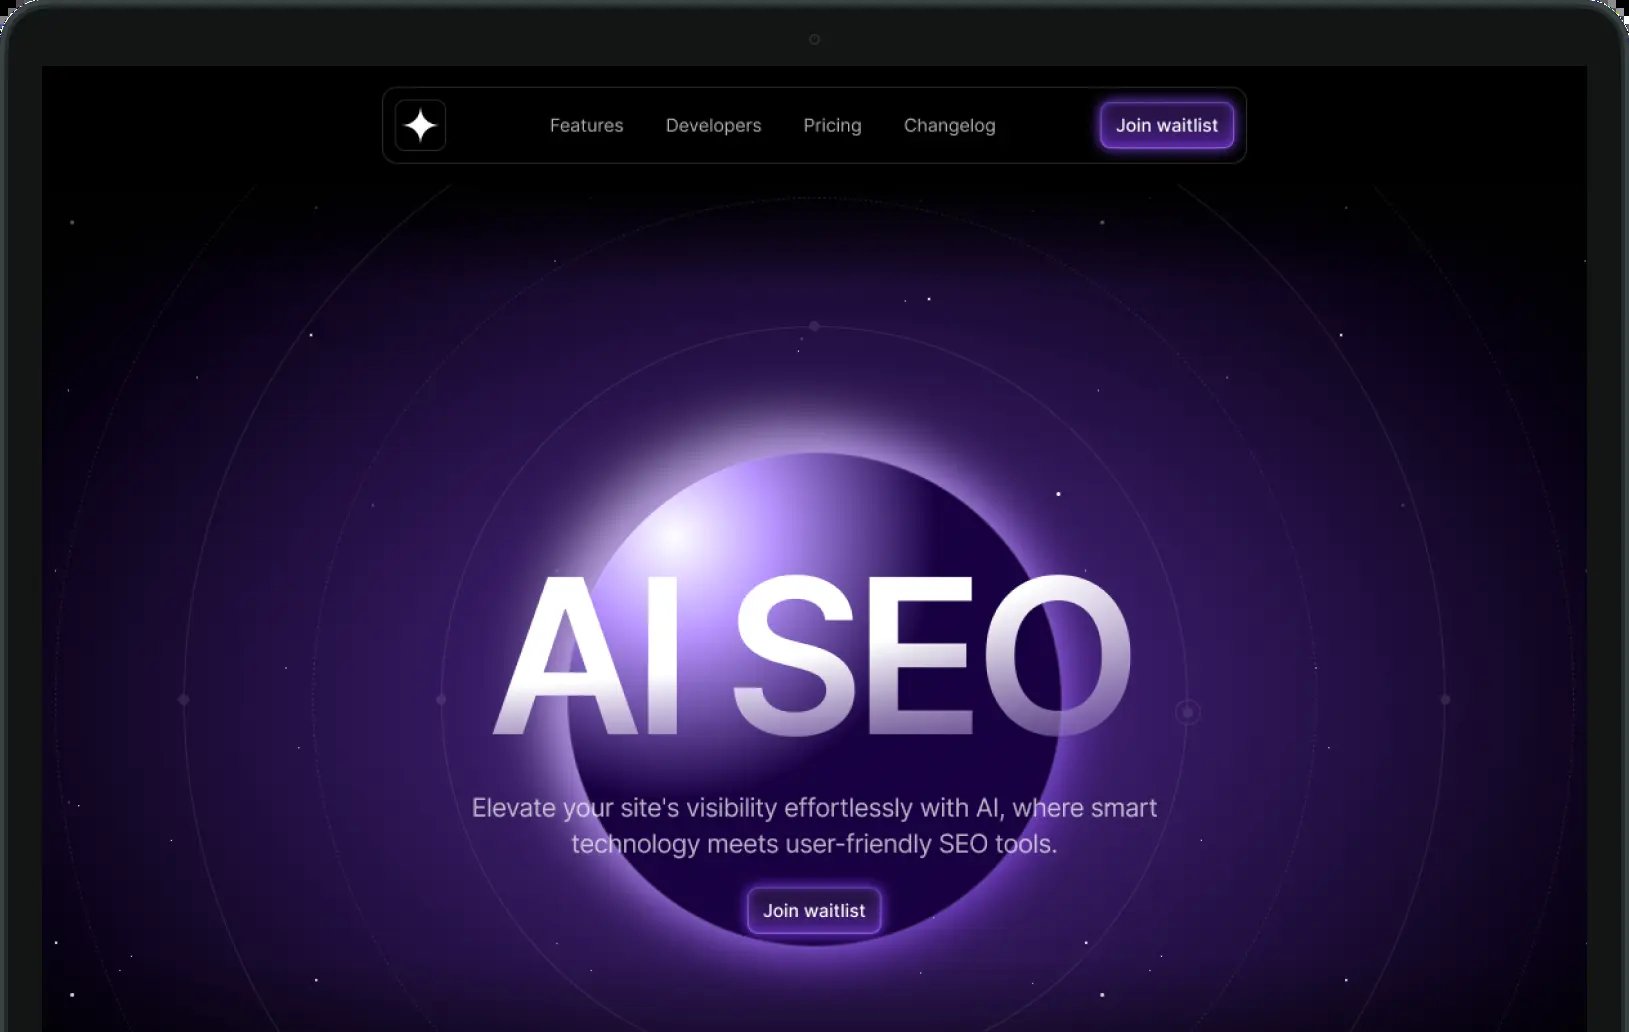 Features
Developers
Pricing
Changelog
Join waitlist
AI SEO
Elevate your site's visibility effortlessly with AI, where smart
technology meets user-friendly SEO tools.
Join waitlist